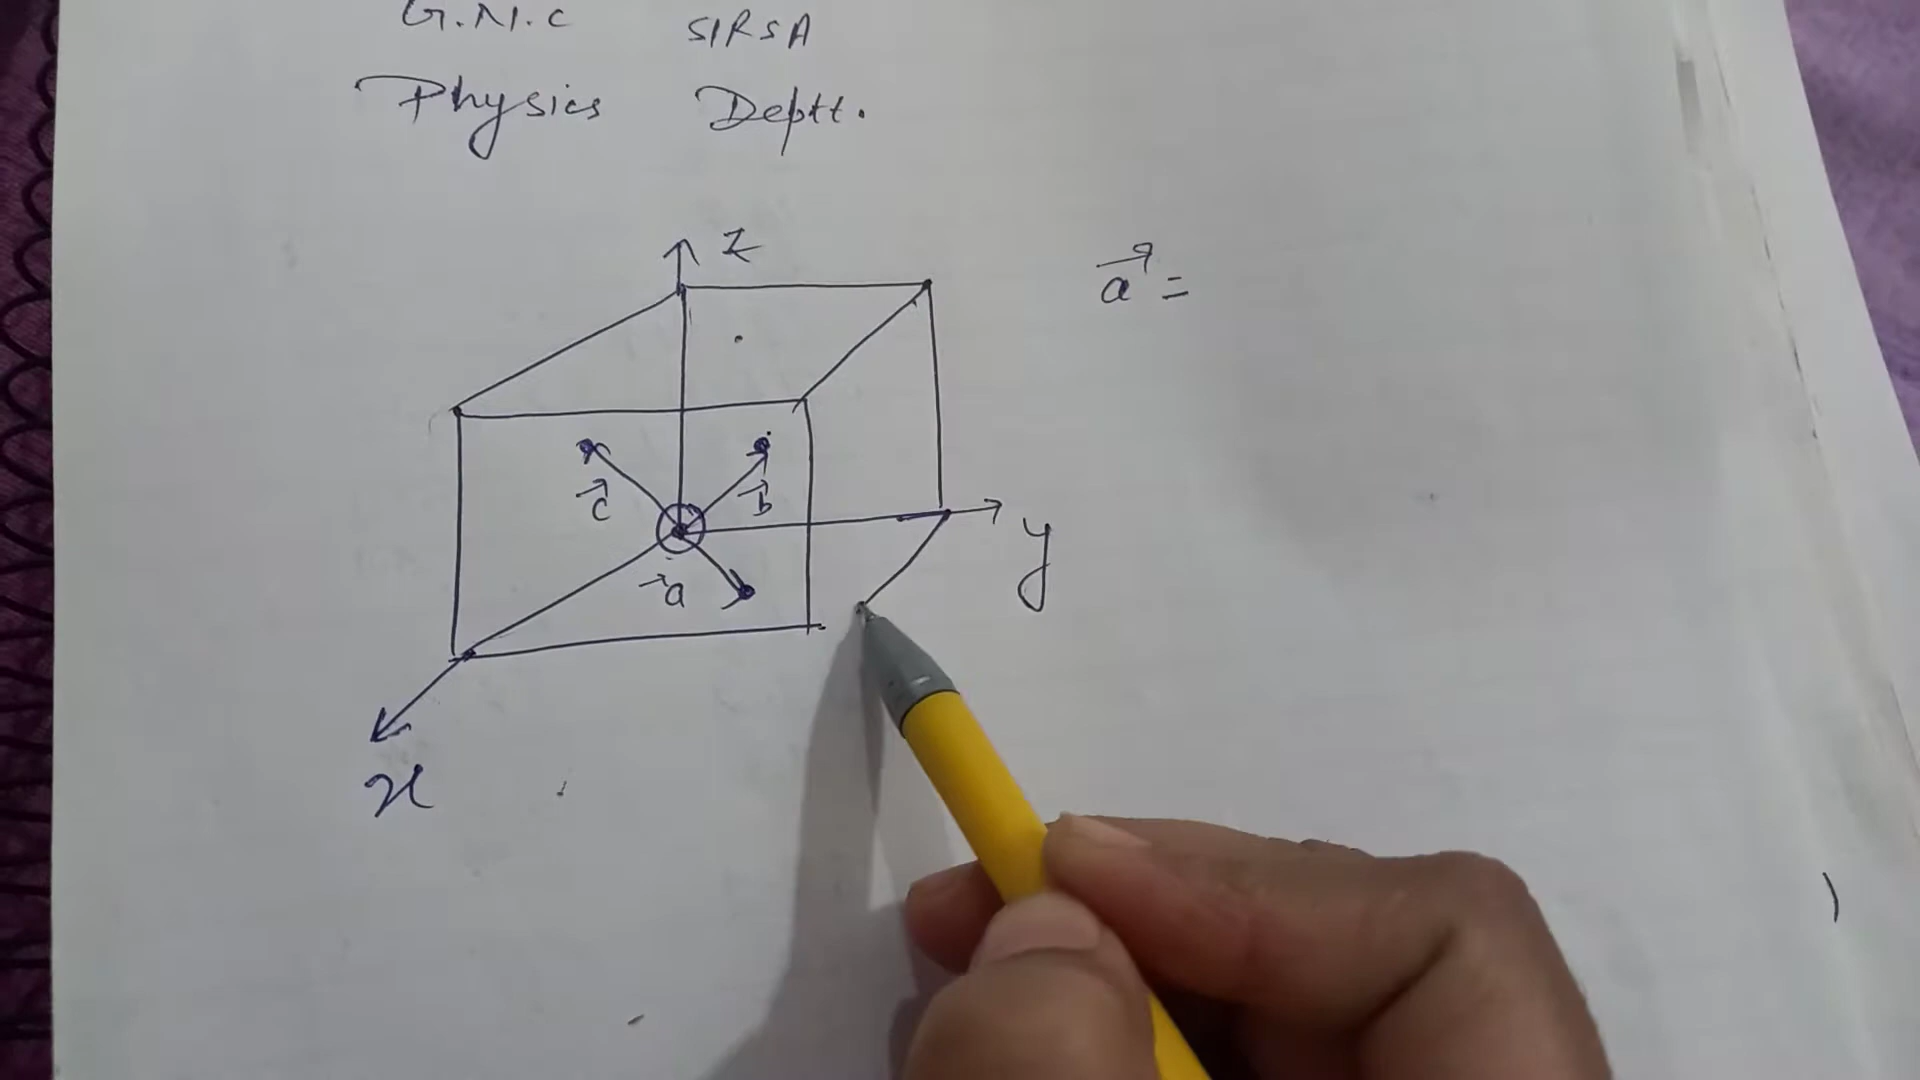 G.N.C SIRSA
Physics Deptt.
z
a⃗ =
c⃗ b⃗
a⃗
y
x